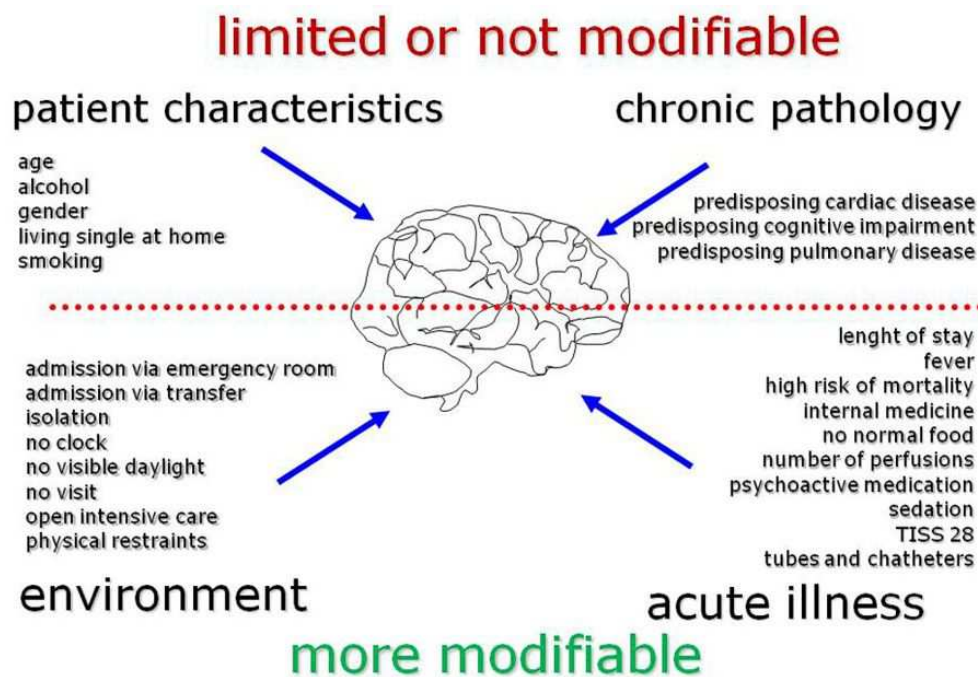 limited or not modifiable
patient characteristics
age
alcohol
gender
living single at home
smoking
chronic pathology
predisposing cardiac disease
predisposing cognitive impairment
predisposing pulmonary disease
admission via emergency room
admission via transfer
isolation
no clock
no visible daylight
no visit
open intensive care
physical restraints
environment
lenght of stay
fever
high risk of mortality
internal medicine
no normal food
number of perfusions
psychoactive medication
sedation
TISS 28
tubes and chatheters
acute illness
more modifiable